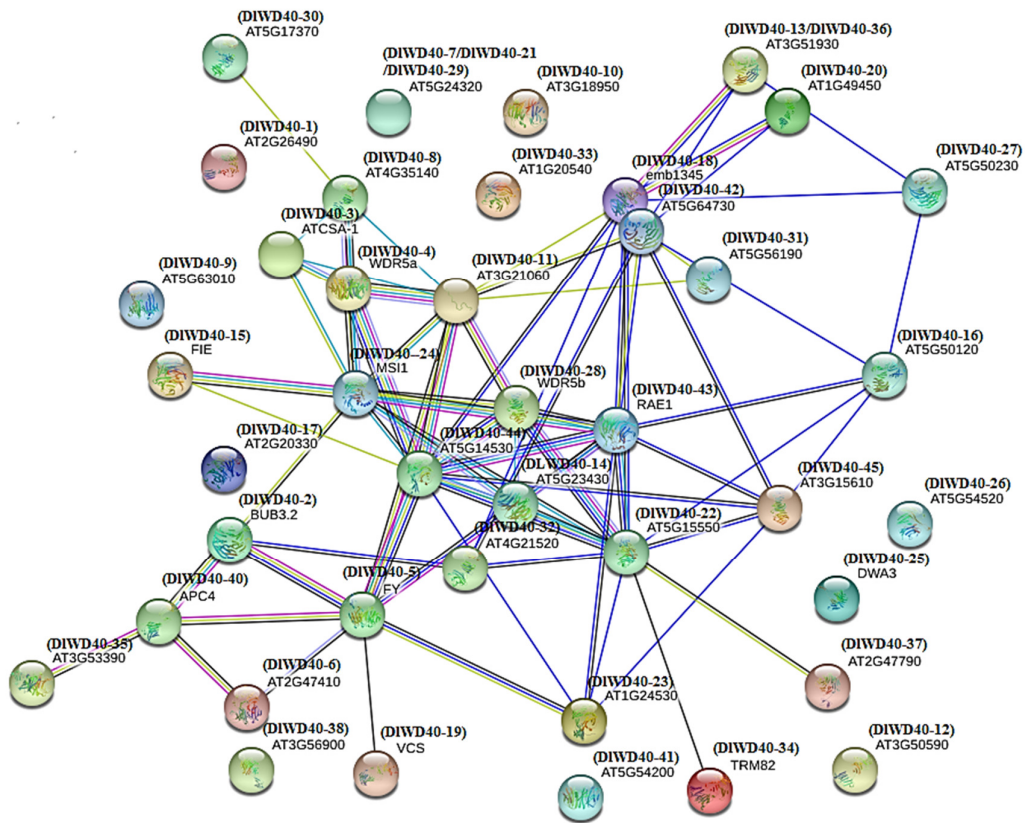 (DlWD40-30)
AT5G17370
(DlWD40-7/DlWD40-21
/DlWD40-29)
AT5G24320
(DlWD40-10)
AT3G18950
(DlWD40-13/DlWD40-36)
AT3G51930
(DlWD40-20)
AT1G49450
(DlWD40-1)
AT2G26490
(DlWD40-8)
AT4G35140
(DlWD40-33)
AT1G20540
(DlWD40-18)
emb1345
(DlWD40-42)
AT5G64730
(DlWD40-27)
AT5G50230
(DlWD40-3)
ATCSA-1
(DlWD40-4)
WDR5a
(DlWD40-11)
AT3G21060
(DlWD40-31)
AT5G56190
(DlWD40-9)
AT5G63010
(DlWD40-15)
FIE
(DlWD40--24)
MSI1
(DlWD40-28)
WDR5b
(DlWD40-43)
RAE1
(DlWD40-16)
AT5G50120
(DlWD40-17)
AT2G20330
(DlWD40-44)
AT5G14530
(DLWD40-14)
AT5G23430
(DlWD40-45)
AT3G15610
(DlWD40-26)
AT5G54520
(DlWD40-2)
BUB3.2
(DlWD40-32)
AT4G21520
(DlWD40-22)
AT5G15550
(DlWD40-25)
DWA3
(DlWD40-40)
APC4
(DlWD40-5)
FY
(DlWD40-35)
AT3G53390
(DlWD40-6)
AT2G47410
(DlWD40-23)
AT1G24530
(DlWD40-37)
AT2G47790
(DlWD40-38)
AT3G56900
(DlWD40-19)
VCS
(DlWD40-41)
AT5G54200
(DlWD40-34)
TRM82
(DlWD40-12)
AT3G50590